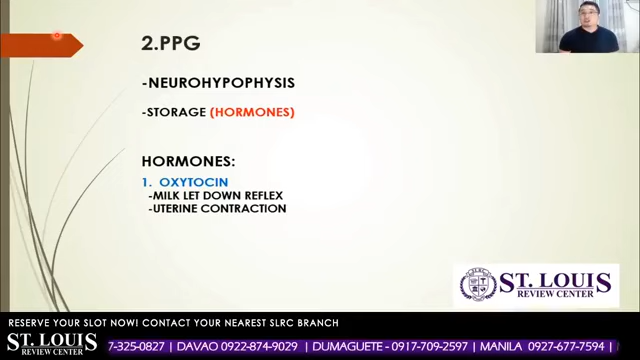 2.PPG
-NEUROHYPOPHYSIS
-STORAGE (HORMONES)
HORMONES:
1. OXYTOCIN
-MILK LET DOWN REFLEX
-UTERINE CONTRACTION
ST. LOUIS
REVIEW CENTER
RESERVE YOUR SLOT NOW! CONTACT YOUR NEAREST SLRC BRANCH
ST. LOUIS
REVIEW CENTER
7-325-0827 | DAVAO 0922-874-9029 | DUMAGUETE - 0917-709-2597 | MANILA 0927-677-7594 |